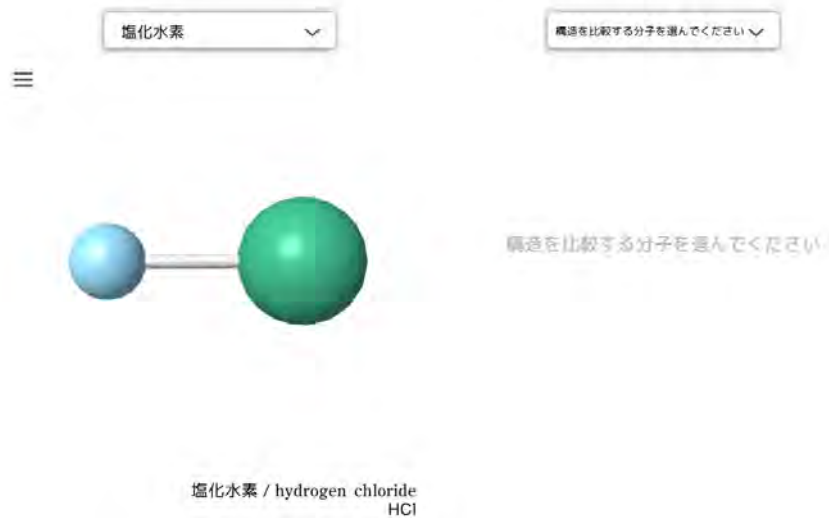 塩化水素
構造を比較する分子を選んでください
構造を比較する分子を選んでください
塩化水素 / hydrogen chloride
HCl